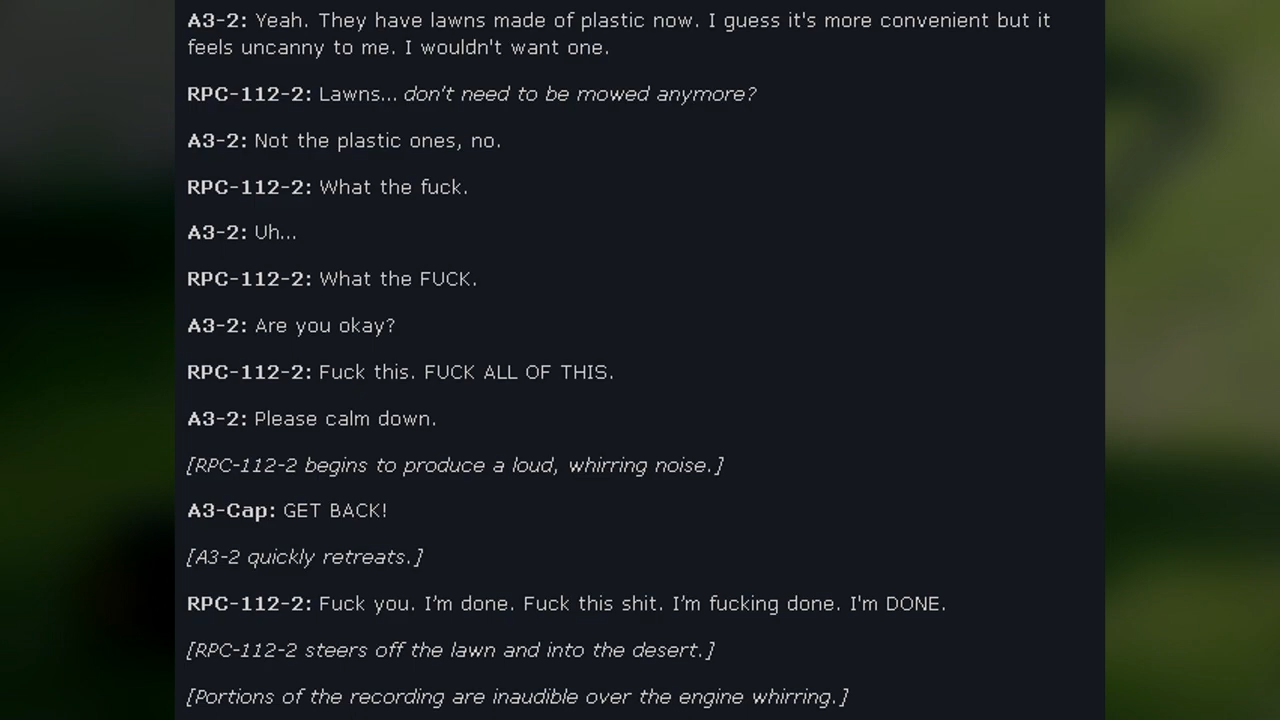 A3-2: Yeah. They have lawns made of plastic now. I guess it's more convenient but it
feels uncanny to me. I wouldn't want one.
RPC-112-2: Lawns... don't need to be mowed anymore?
A3-2: Not the plastic ones, no.
RPC-112-2: What the fuck.
A3-2: Uh...
RPC-112-2: What the FUCK.
A3-2: Are you okay?
RPC-112-2: Fuck this. FUCK ALL OF THIS.
A3-2: Please calm down.
[RPC-112-2 begins to produce a loud, whirring noise.]
A3-Cap: GET BACK!
[A3-2 quickly retreats.]
RPC-112-2: Fuck you. I’m done. Fuck this shit. I’m fucking done. I'm DONE.
[RPC-112-2 steers off the lawn and into the desert.]
[Portions of the recording are inaudible over the engine whirring.]